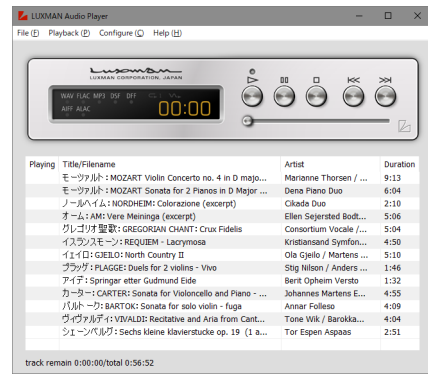 LUXMAN Audio Player
File (F) Playback (P) Configure (C) Help (H)
Luxman
LUXMAN CORPORATION, JAPAN
WAV FLAC MP3 DSF DFF
AIFF ALAC
00:00
Playing Title/Filename Artist Duration
モーツァルト: MOZART Violin Concerto no. 4 in D majo... Marianne Thorsen / ... 9:13
モーツァルト: MOZART Sonata for 2 Pianos in D Major ... Dena Piano Duo 6:04
ノールヘイム: NORDHEIM: Colorazione (excerpt) Cikada Duo 2:10
オーム: AM: Vere Meininga (excerpt) Ellen Sejersted Bodt... 5:06
グレゴリオ聖歌: GREGORIAN CHANT: Crux Fidelis Consortium Vocale /... 5:04
イスランスモーン: REQUIEM - Lacrymosa Kristiansand Symfon... 4:50
イェイロ: GJEILO: North Country II Ola Gjeilo / Martens ... 5:10
プラッゲ: PLAGGE: Duels for 2 violins - Vivo Stig Nilson / Anders ... 1:46
アイデ: Springar etter Gudmund Eide Berit Opheim Versto 1:32
カーター: CARTER: Sonata for Violoncello and Piano - ... Johannes Martens E... 4:55
バルトーク: BARTOK: Sonata for solo violin - fuga Annar Folleso 4:09
ヴィヴァルディ: VIVALDI: Recitative and Aria from Cant... Tone Wik / Barokka... 4:04
シェーンベルグ: Sechs kleine klavierstucke op. 19 (1 a... Tor Espen Aspaas 2:51
track remain 0:00:00/total 0:56:52